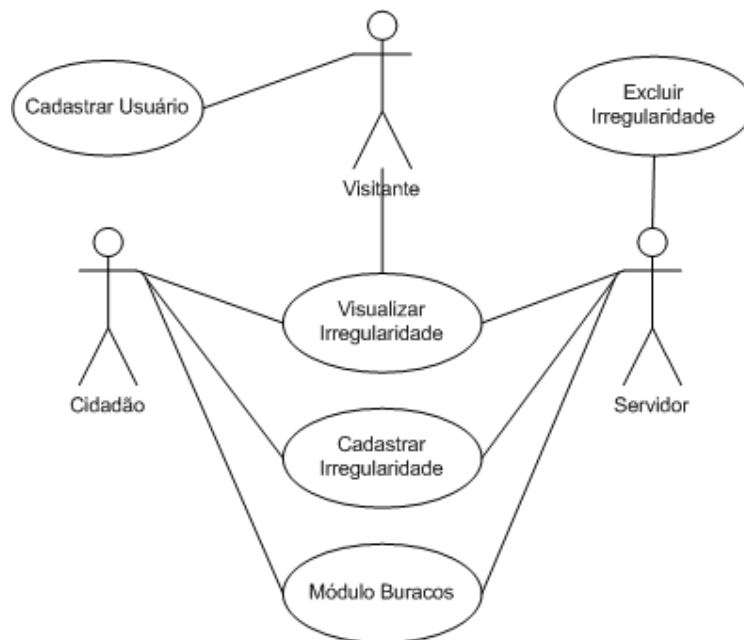 Cadastrar Usuário
Excluir
Irregularidade
Visitante
Visualizar
Irregularidade
Cidadão
Servidor
Cadastrar
Irregularidade
Módulo Buracos